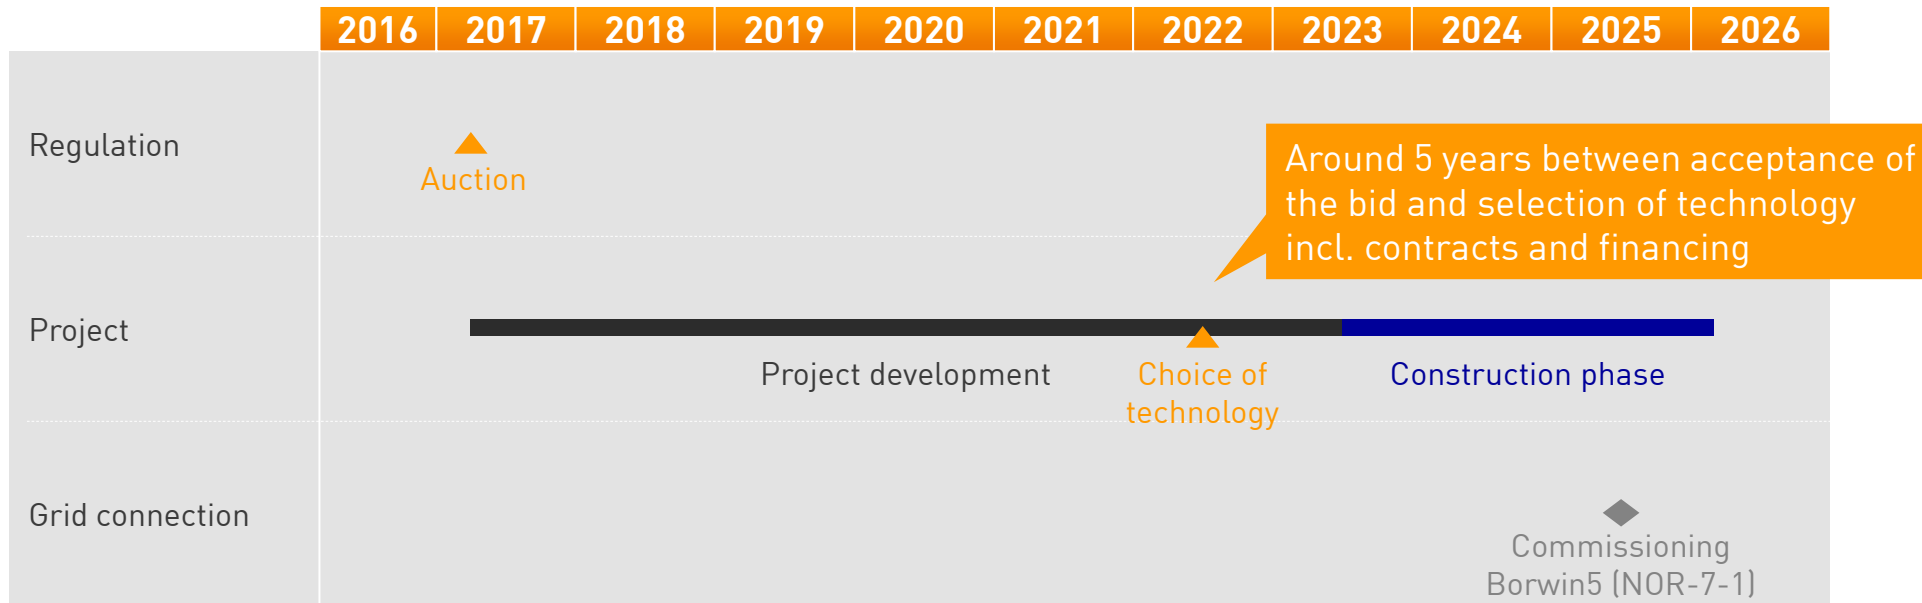 2016 2017 2018 2019 2020 2021 2022 2023 2024 2025 2026
Regulation
Auction
Around 5 years between acceptance of
the bid and selection of technology
incl. contracts and financing
Project
Project development
Choice of
technology
Construction phase
Grid connection
Commissioning
Borwin5 (NOR-7-1)